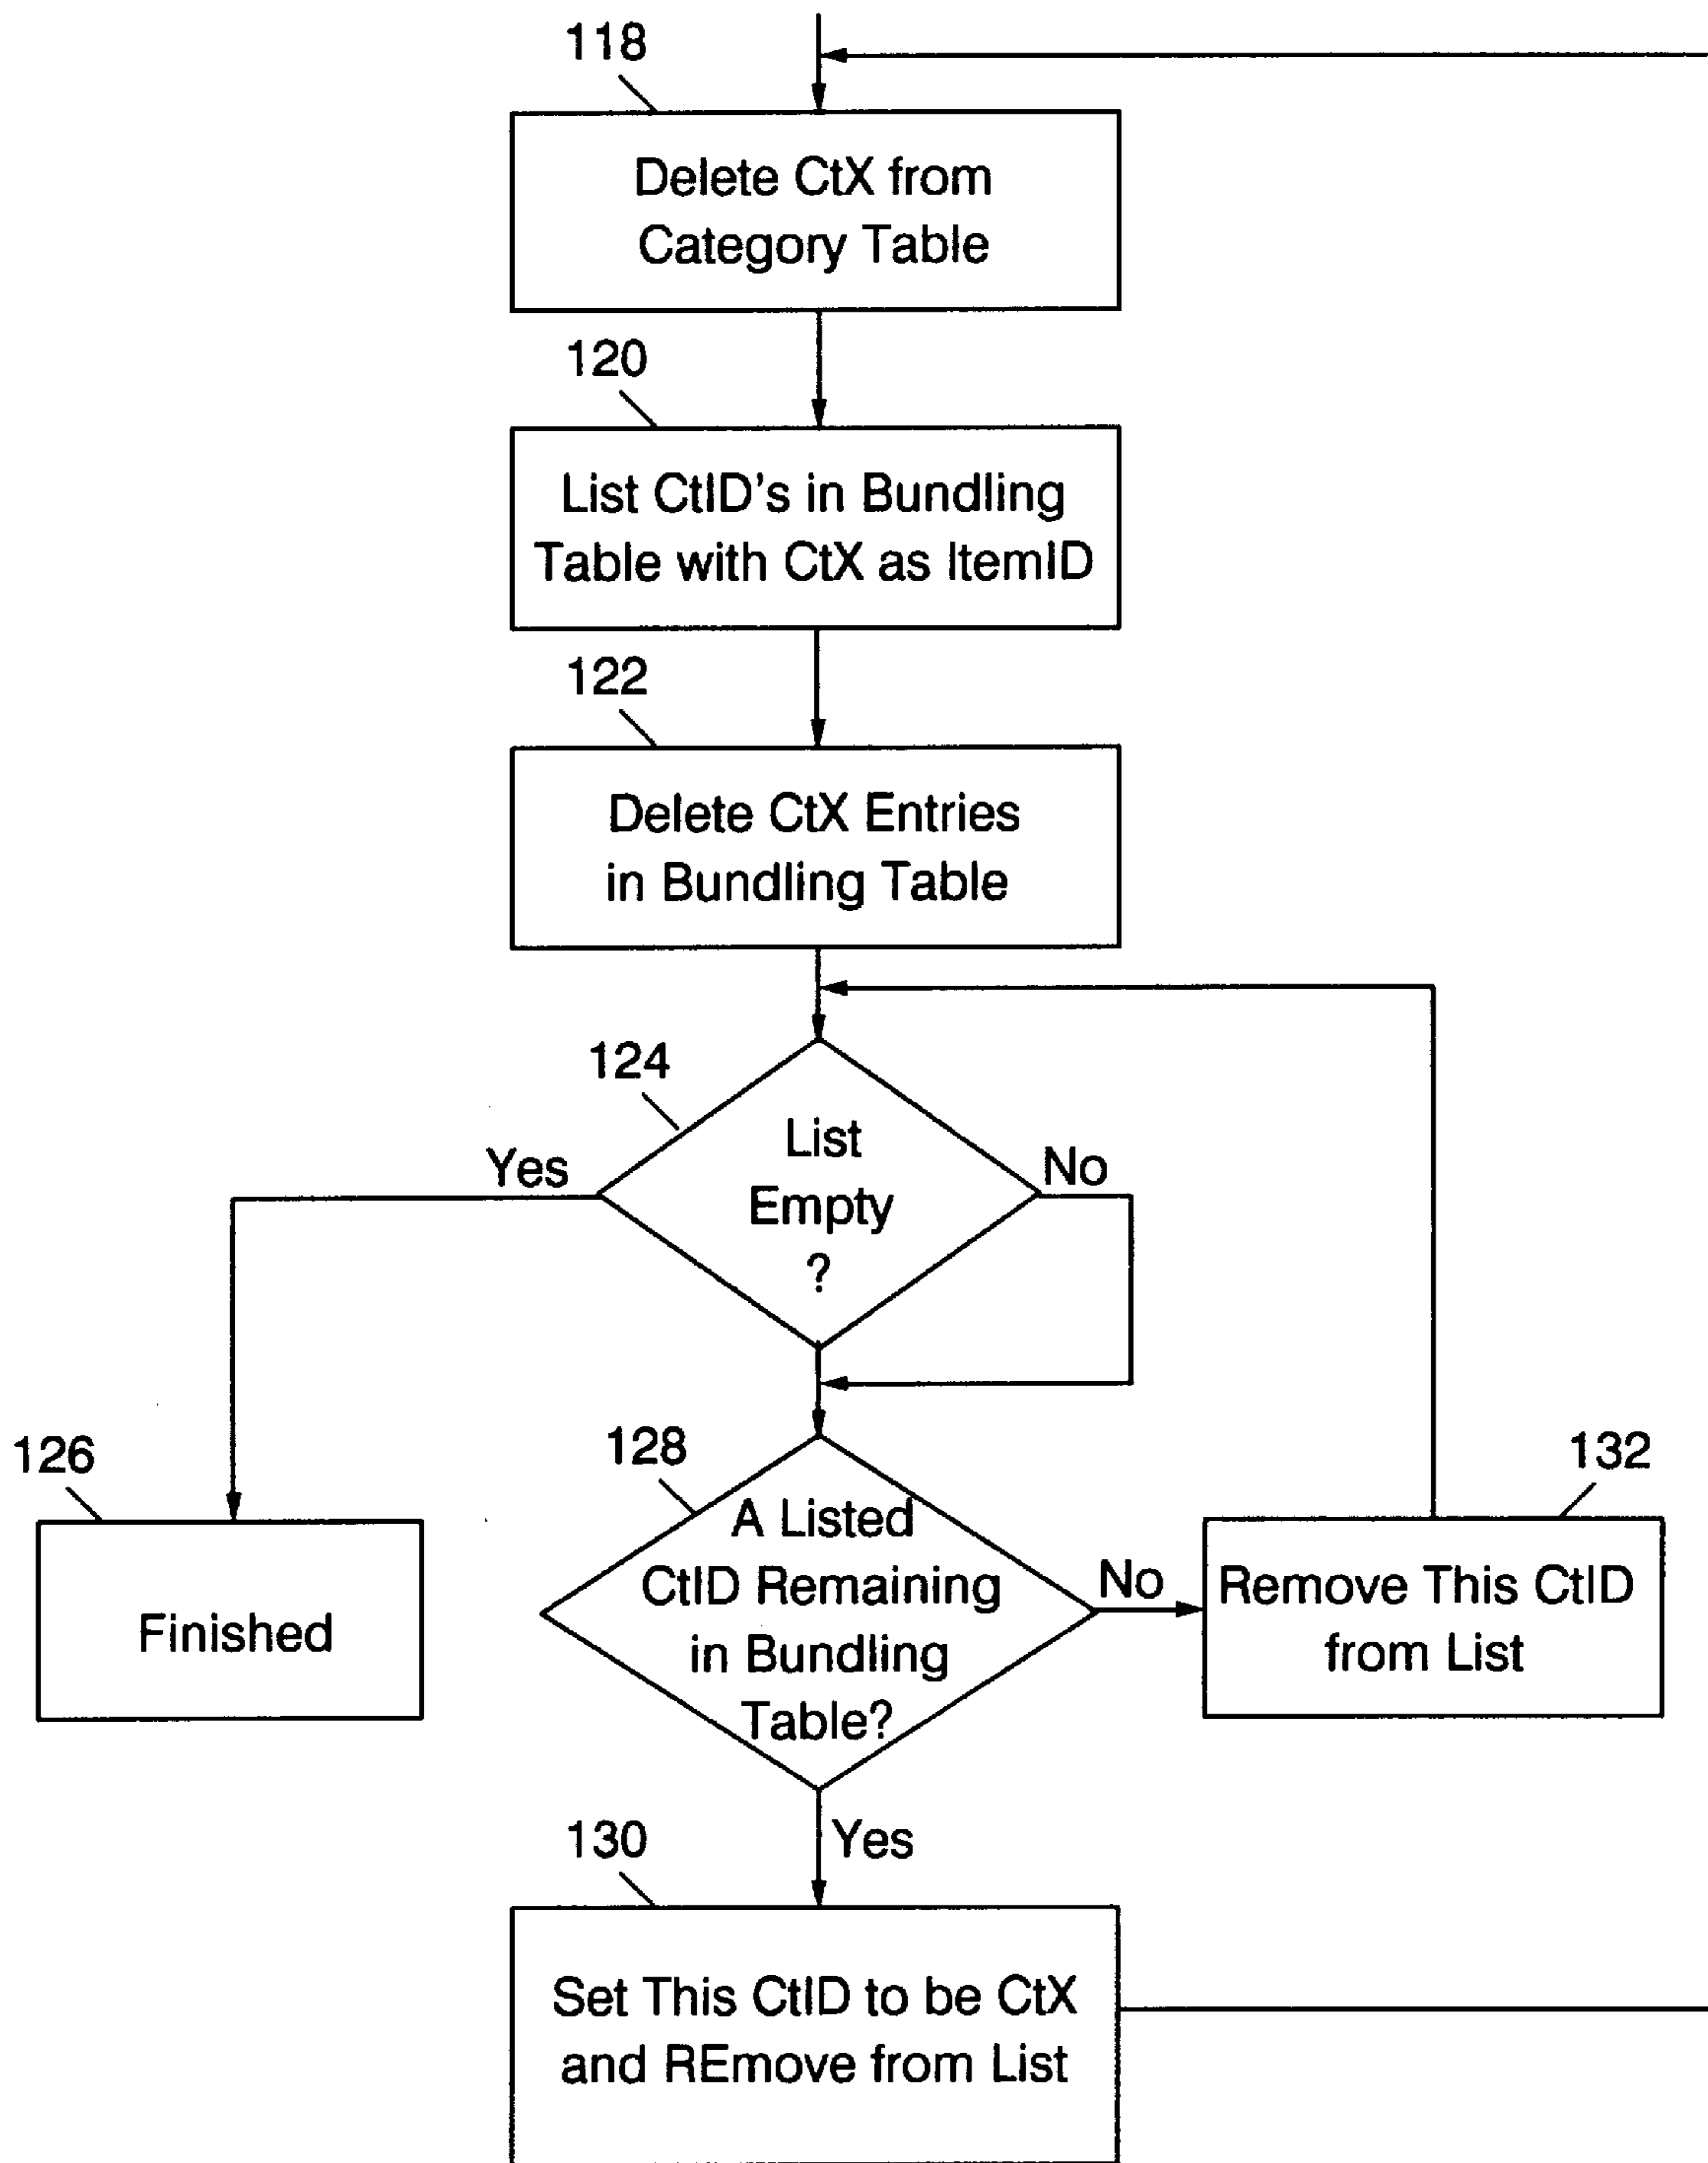 118
Delete CtX from
Category Table
120
List CtID's in Bundling
Table with CtX as ItemID
122
Delete CtX Entries
in Bundling Table
124
List
Empty
?
Yes
No
126
Finished
128
A Listed
CtID Remaining
in Bundling
Table?
No
132
Remove This CtID
from List
Yes
130
Set This CtID to be CtX
and REmove from List